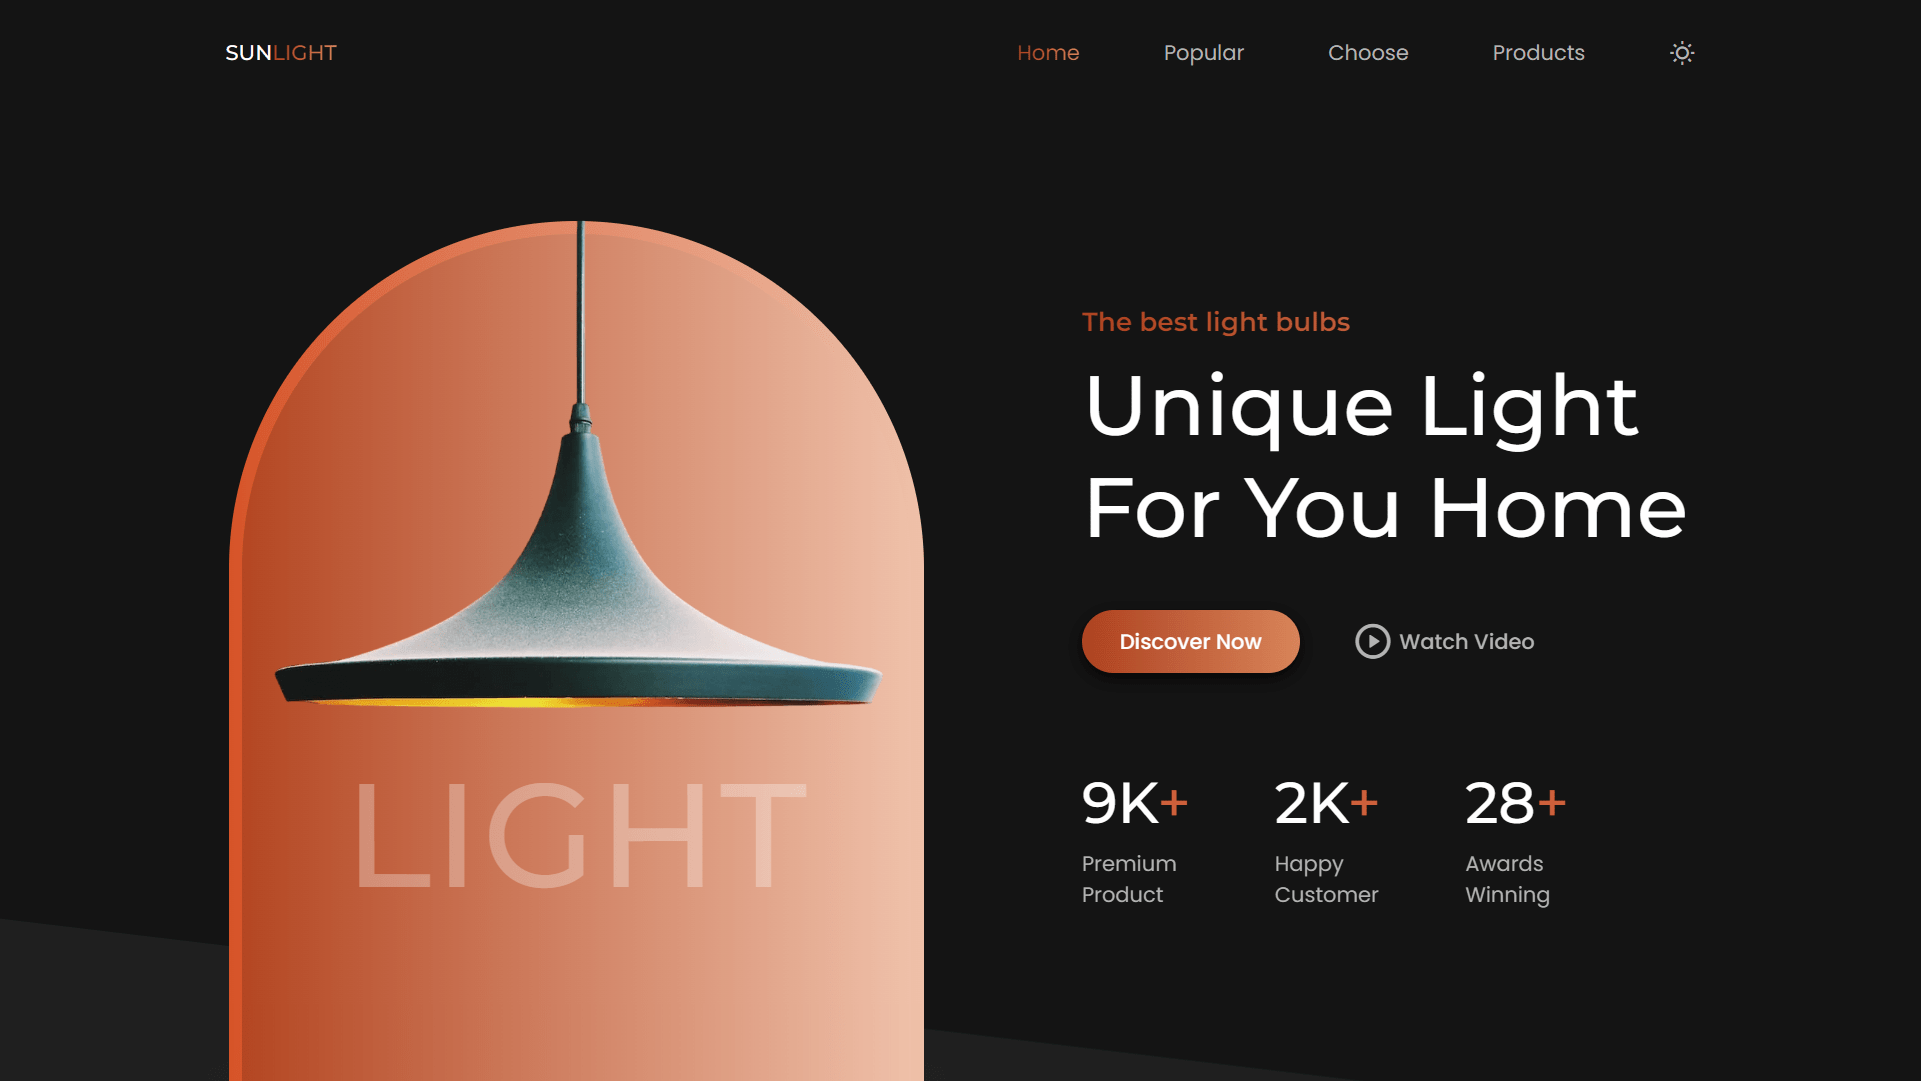 SUNLIGHT
Home
Popular
Choose
Products
The best light bulbs
Unique Light
For You Home
Discover Now
Watch Video
LIGHT
9K+
Premium
Product
2K+
Happy
Customer
28+
Awards
Winning